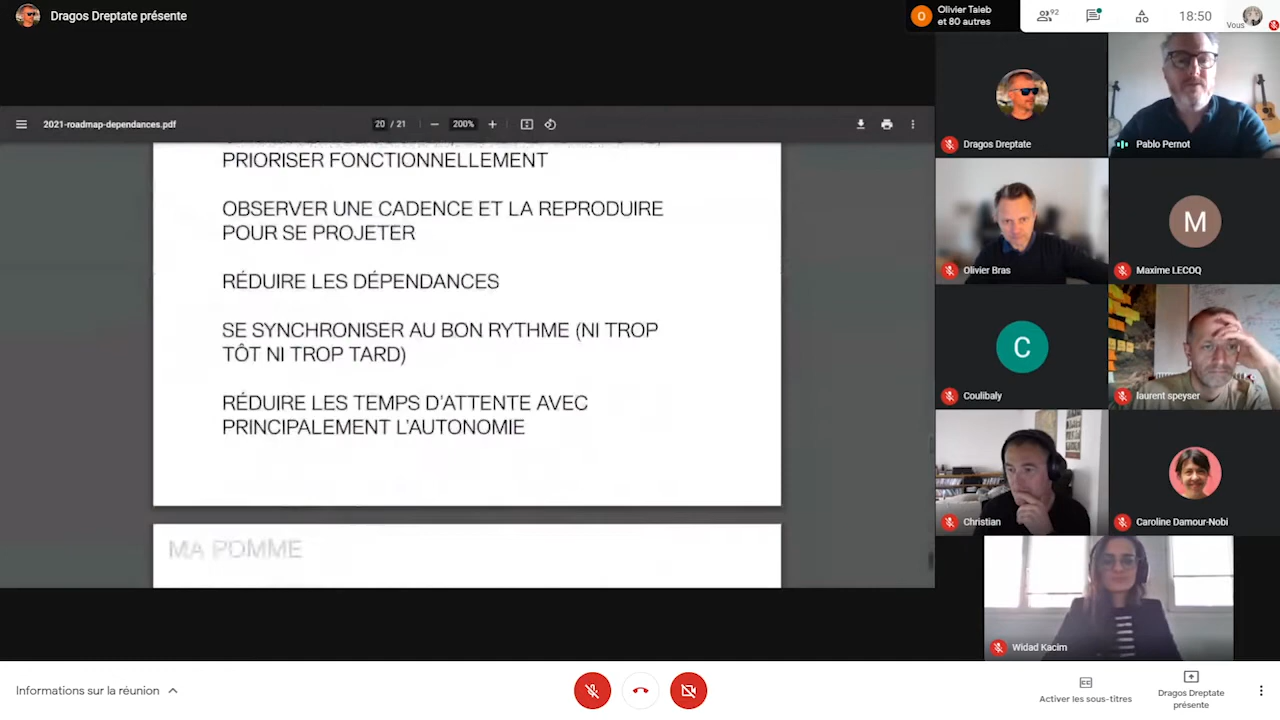 Dragos Dreptate présente
O
Olivier Taleb
et 80 autres
92
18:50
Vous
2021-roadmap-dependances.pdf
20 / 21
200%
PRIORISER FONCTIONNELLEMENT
OBSERVER UNE CADENCE ET LA REPRODUIRE
POUR SE PROJETER
RÉDUIRE LES DÉPENDANCES
SE SYNCHRONISER AU BON RYTHME (NI TROP
TÔT NI TROP TARD)
RÉDUIRE LES TEMPS D'ATTENTE AVEC
PRINCIPALEMENT L'AUTONOMIE
MA POMME
Dragos Dreptate
Pablo Pernot
Olivier Bras
M
Maxime LECOQ
C
Coulibaly
laurent speyser
Christian
Caroline Damour-Nobi
Widad Kacim
Informations sur la réunion
CC
Activer les sous-titres
Dragos Dreptate
présente